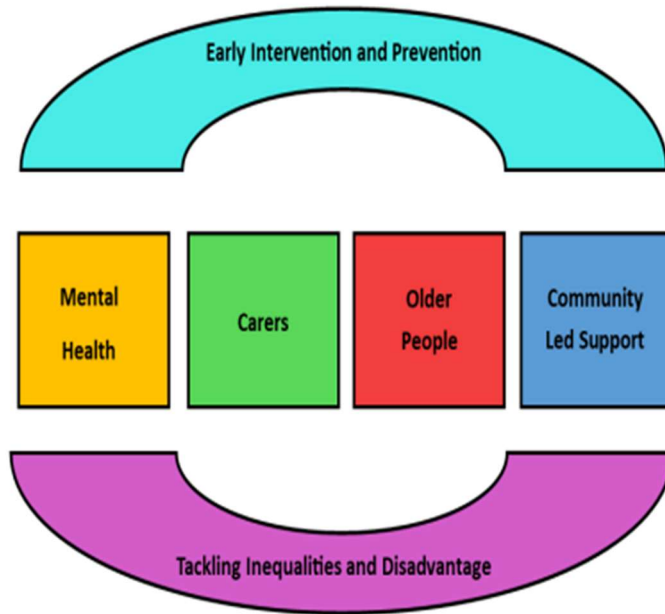 Early Intervention and Prevention
Mental
Health
Carers
Older
People
Community
Led Support
Tackling Inequalities and Disadvantage